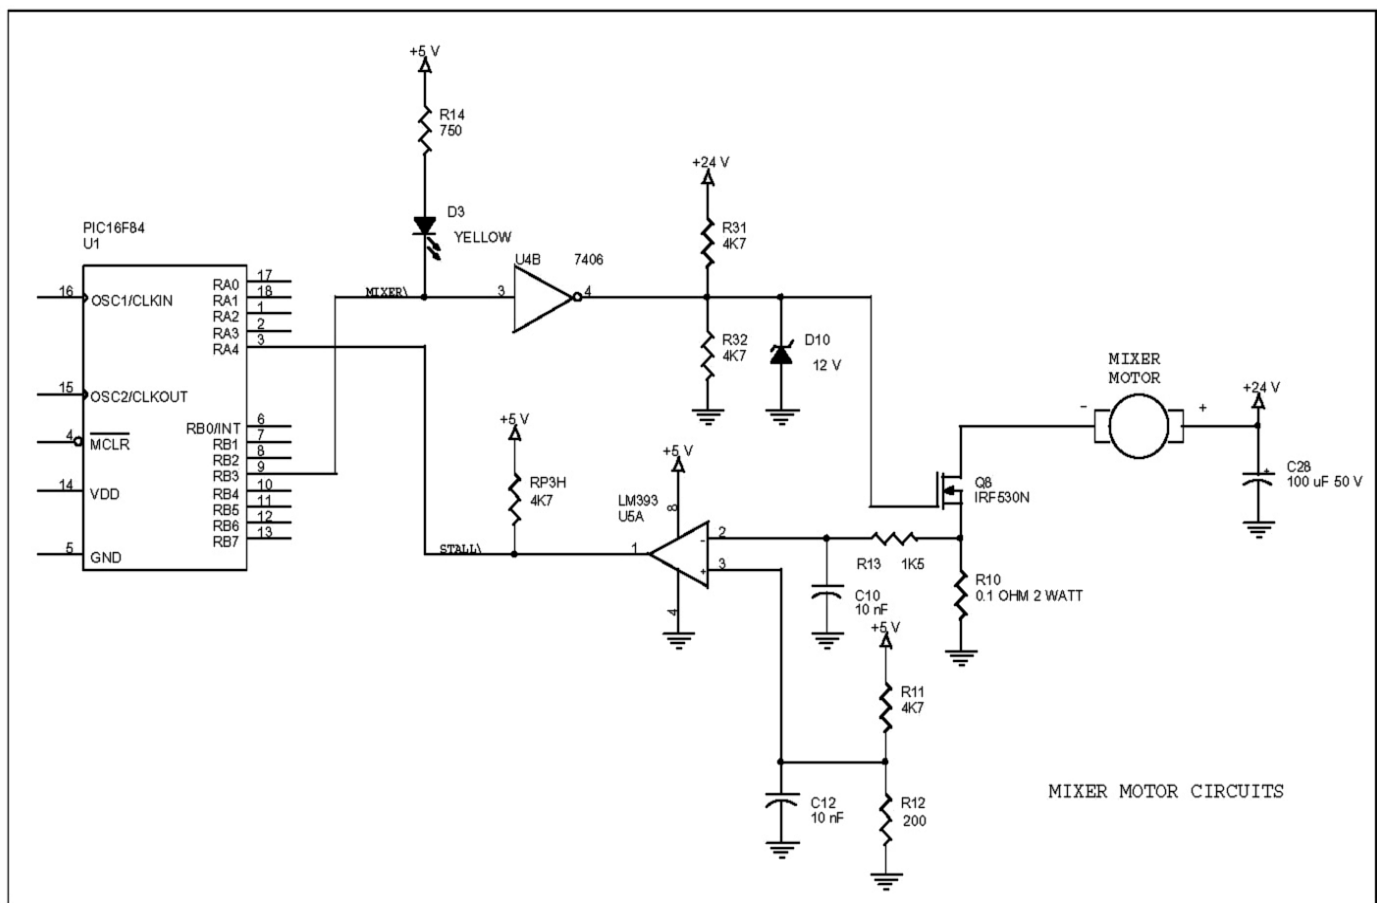 +5 V
R14
750
+24 V
D3
YELLOW
R31
4K7
PIC16F84
U1
U4B 7406
16 OSC1/CLKIN
RA0 17
RA1 18
RA2 1
RA3 2
RA4 3
MIXER\
3
4
R32
4K7
D10
12 V
MIXER
MOTOR
- +
+24 V
15 OSC2/CLKOUT
4 MCLR
14 VDD
5 GND
RB0/INT 6
RB1 7
RB2 8
RB3 9
RB4 10
RB5 11
RB6 12
RB7 13
+5 V
RP3H
4K7
+5 V
LM393
U5A
8
2
-
3
+
1
4
STALL\
Q8
IRF530N
C28
+
100 uF 50 V
R13 1K5
C10
10 nF
R10
0.1 OHM 2 WATT
+5 V
R11
4K7
C12
10 nF
R12
200
MIXER MOTOR CIRCUITS